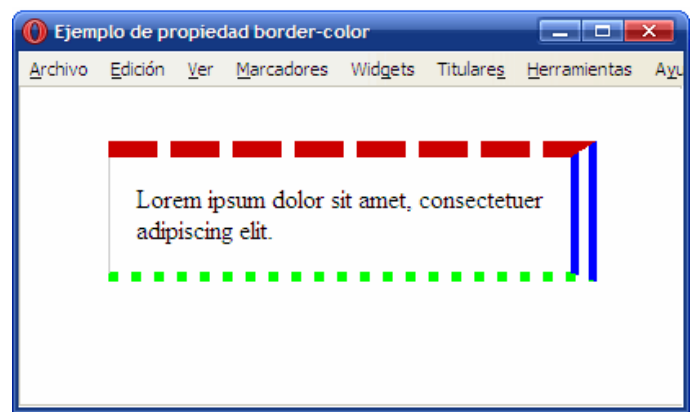 Ejemplo de propiedad border-color
Archivo Edición Ver Marcadores Widgets Titulares Herramientas Ayu
Lorem ipsum dolor sit amet, consectetuer
adipiscing elit.